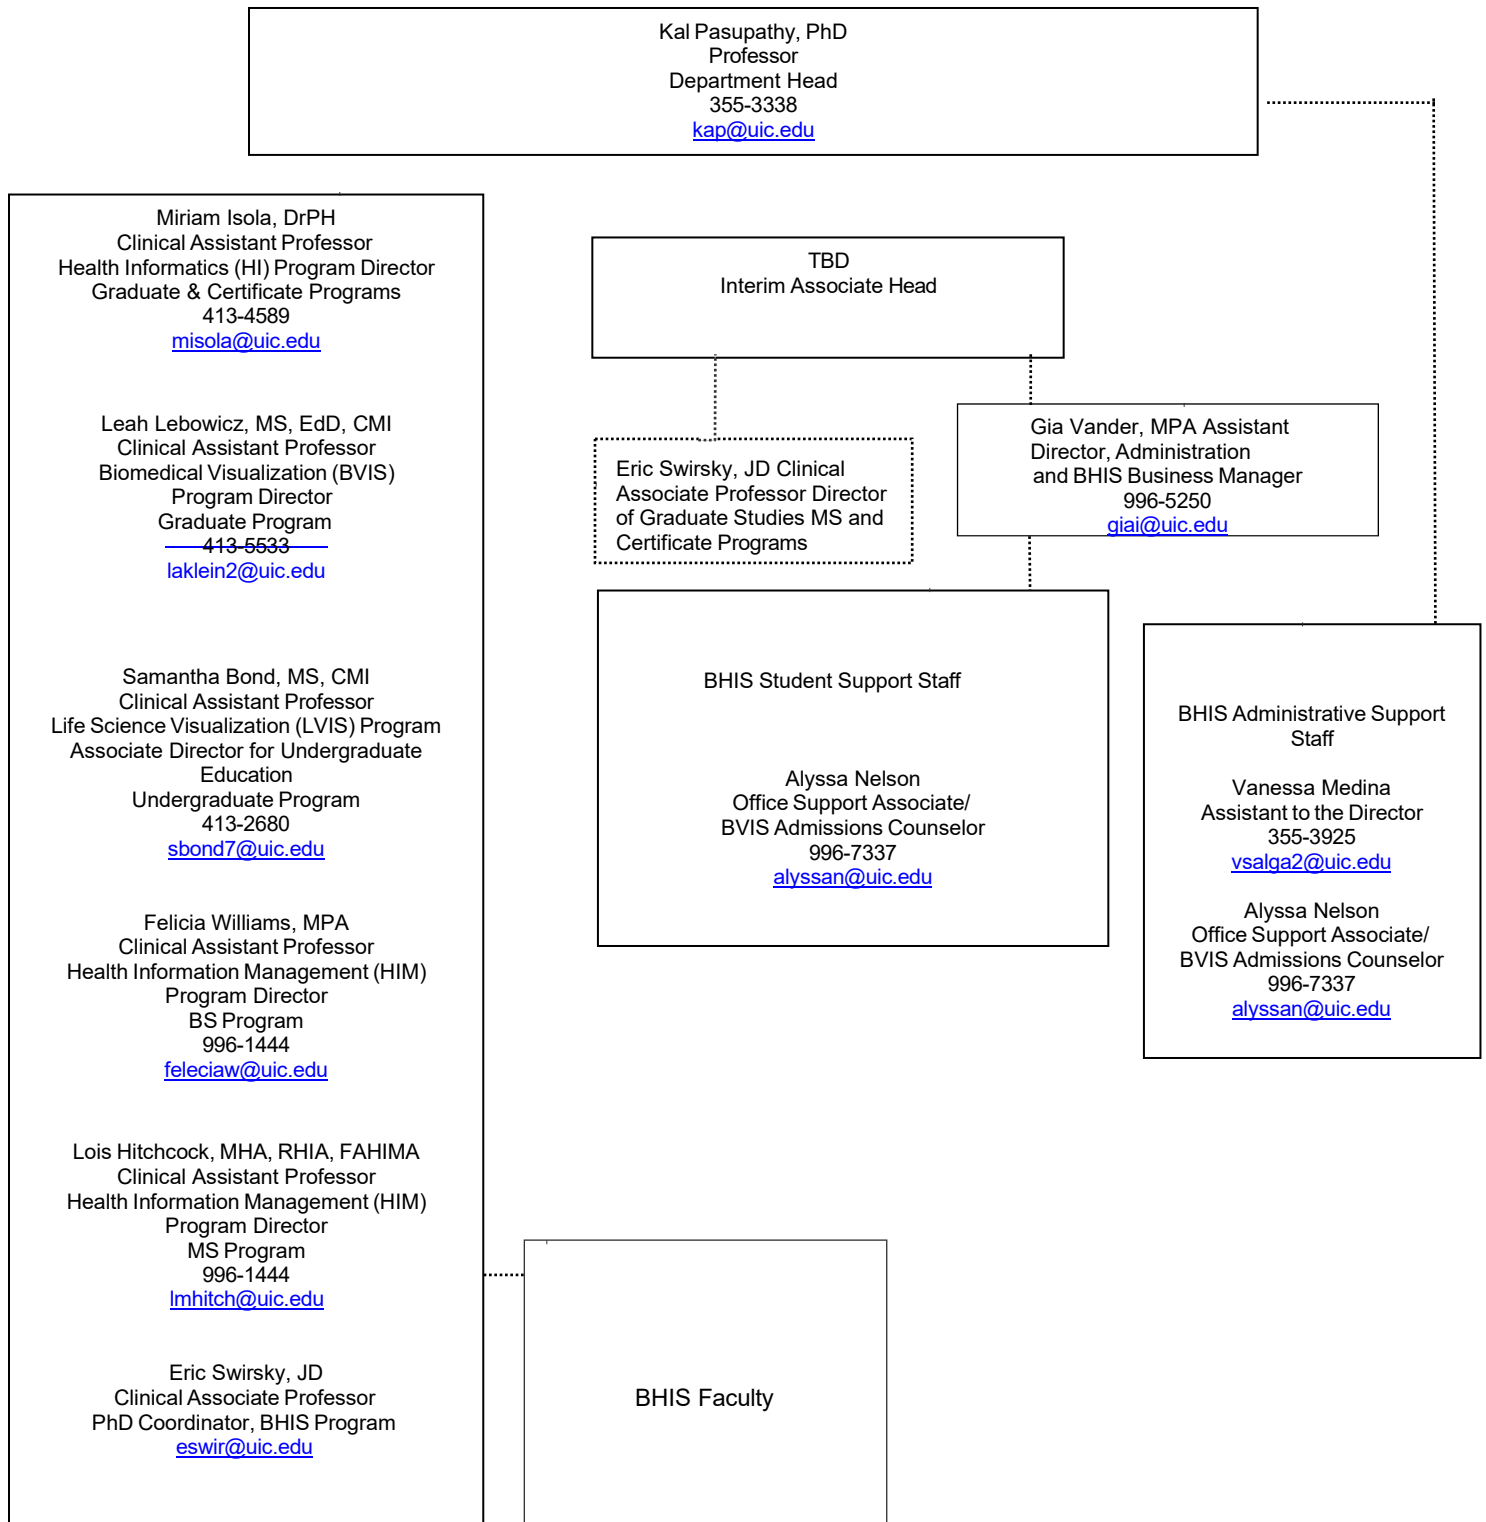 Kal Pasupathy, PhD
Professor
Department Head
355-3338
kap@uic.edu
Miriam Isola, DrPH
Clinical Assistant Professor
Health Informatics (HI) Program Director
Graduate & Certificate Programs
413-4589
misola@uic.edu
Leah Lebowicz, MS, EdD, CMI
Clinical Assistant Professor
Biomedical Visualization (BVIS)
Program Director
Graduate Program
413-5533
laklein2@uic.edu
Samantha Bond, MS, CMI
Clinical Assistant Professor
Life Science Visualization (LVIS) Program
Associate Director for Undergraduate
Education
Undergraduate Program
413-2680
sbond7@uic.edu
Felicia Williams, MPA
Clinical Assistant Professor
Health Information Management (HIM)
Program Director
BS Program
996-1444
feleciaw@uic.edu
Lois Hitchcock, MHA, RHIA, FAHIMA
Clinical Assistant Professor
Health Information Management (HIM)
Program Director
MS Program
996-1444
lmhitch@uic.edu
Eric Swirsky, JD
Clinical Associate Professor
PhD Coordinator, BHIS Program
eswir@uic.edu
TBD
Interim Associate Head
Eric Swirsky, JD Clinical
Associate Professor Director
of Graduate Studies MS and
Certificate Programs
Gia Vander, MPA Assistant
Director, Administration
and BHIS Business Manager
996-5250
giai@uic.edu
BHIS Student Support Staff
Alyssa Nelson
Office Support Associate/
BVIS Admissions Counselor
996-7337
alyssan@uic.edu
BHIS Administrative Support
Staff
Vanessa Medina
Assistant to the Director
355-3925
vsalga2@uic.edu
Alyssa Nelson
Office Support Associate/
BVIS Admissions Counselor
996-7337
alyssan@uic.edu
BHIS Faculty